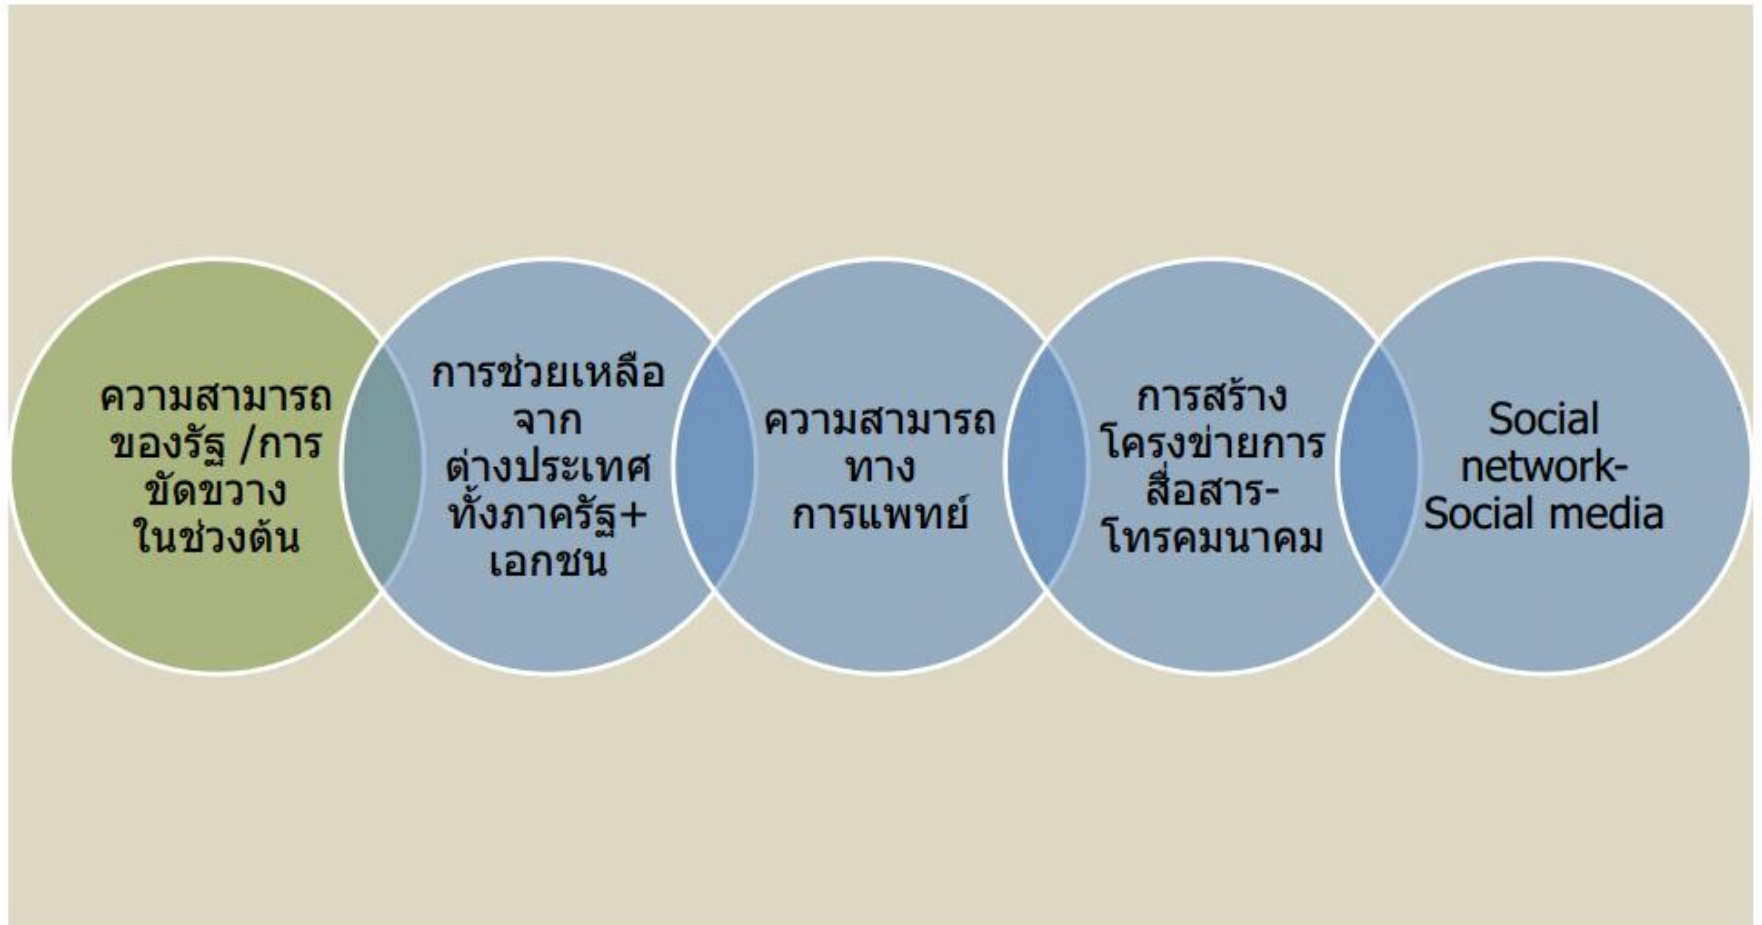 ความสามารถ
ของรัฐ /การ
ขัดขวาง
ในช่วงต้น
การช่วยเหลือ
จาก
ต่างประเทศ
ทั้งภาครัฐ+
เอกชน
ความสามารถ
ทาง
การแพทย์
การสร้าง
โครงข่ายการ
สื่อสาร-
โทรคมนาคม
Social
network-
Social media